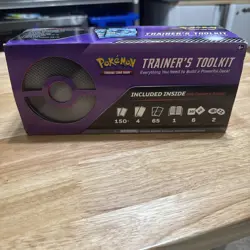 POKéMON
TRADING CARD GAME
TRAINER'S TOOLKIT
Everything You Need to Build a Powerful Deck!
INCLUDED INSIDE
150+ 4 65 1 6 2